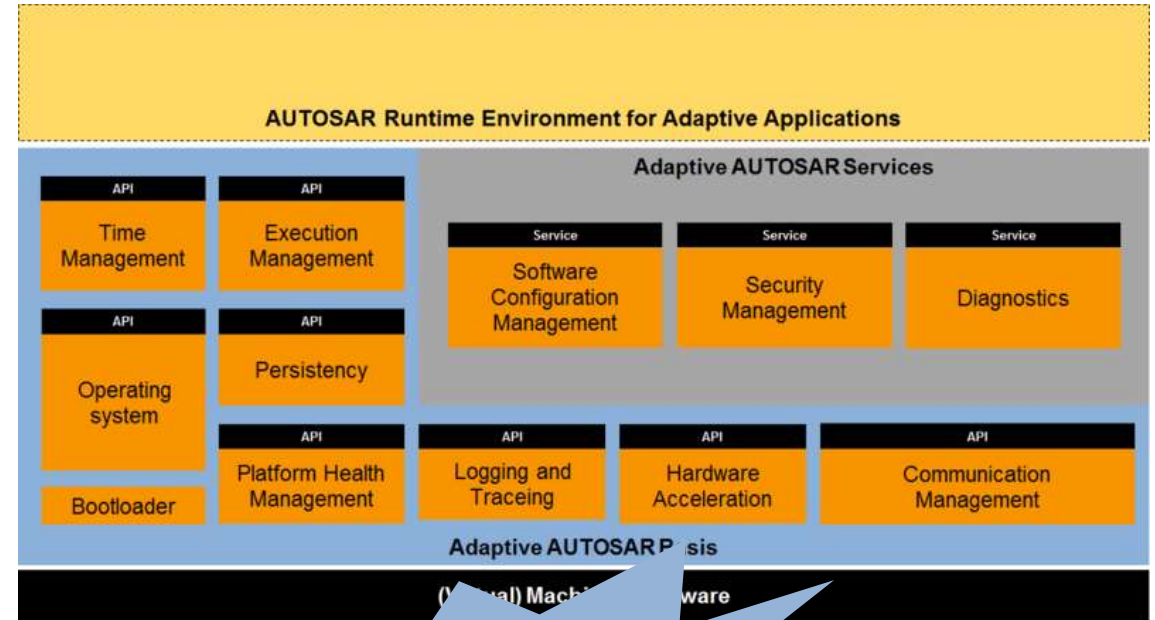 AUTOSAR Runtime Environment for Adaptive Applications
Adaptive AUTOSAR Services
API
Time
Management
API
Execution
Management
Service
Software
Configuration
Management
Service
Security
Management
Service
Diagnostics
API
Operating
system
API
Persistency
Bootloader
API
Platform Health
Management
API
Logging and
Traceing
API
Hardware
Acceleration
API
Communication
Management
Adaptive AUTOSAR